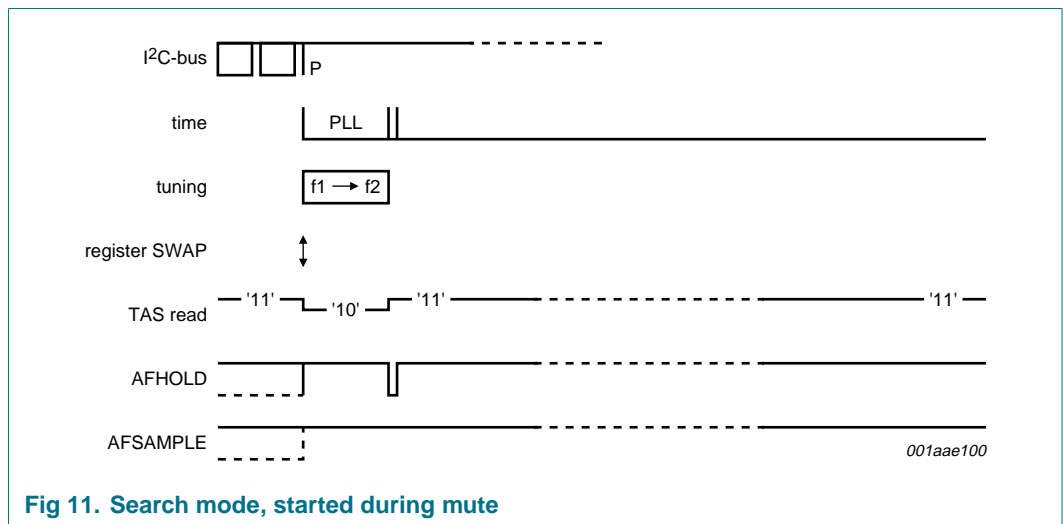 I2C-bus
P
time
PLL
tuning
f1 → f2
register SWAP
TAS read
'11' '10' '11' '11'
AFHOLD
AFSAMPLE
001aae100
Fig 11. Search mode, started during mute